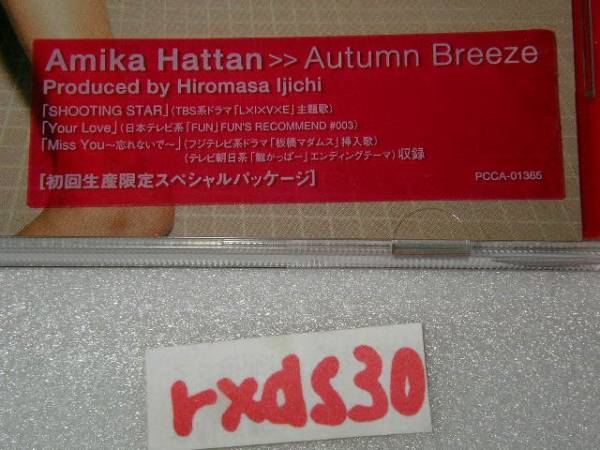 Amika Hattan >> Autumn Breeze
Produced by Hiromasa Ijichi
「SHOOTING STAR」(TBS系ドラマ「L×I×V×E」主題歌)
「Your Love」(日本テレビ系「FUN」FUN'S RECOMMEND #003)
「Miss You〜忘れないで〜」(フジテレビ系ドラマ「板橋マダムス」挿入歌)
(テレビ朝日系「龍かっぱー」エンディングテーマ) 収録
[初回生産限定スペシャルパッケージ] PCCA-01365
rxds30